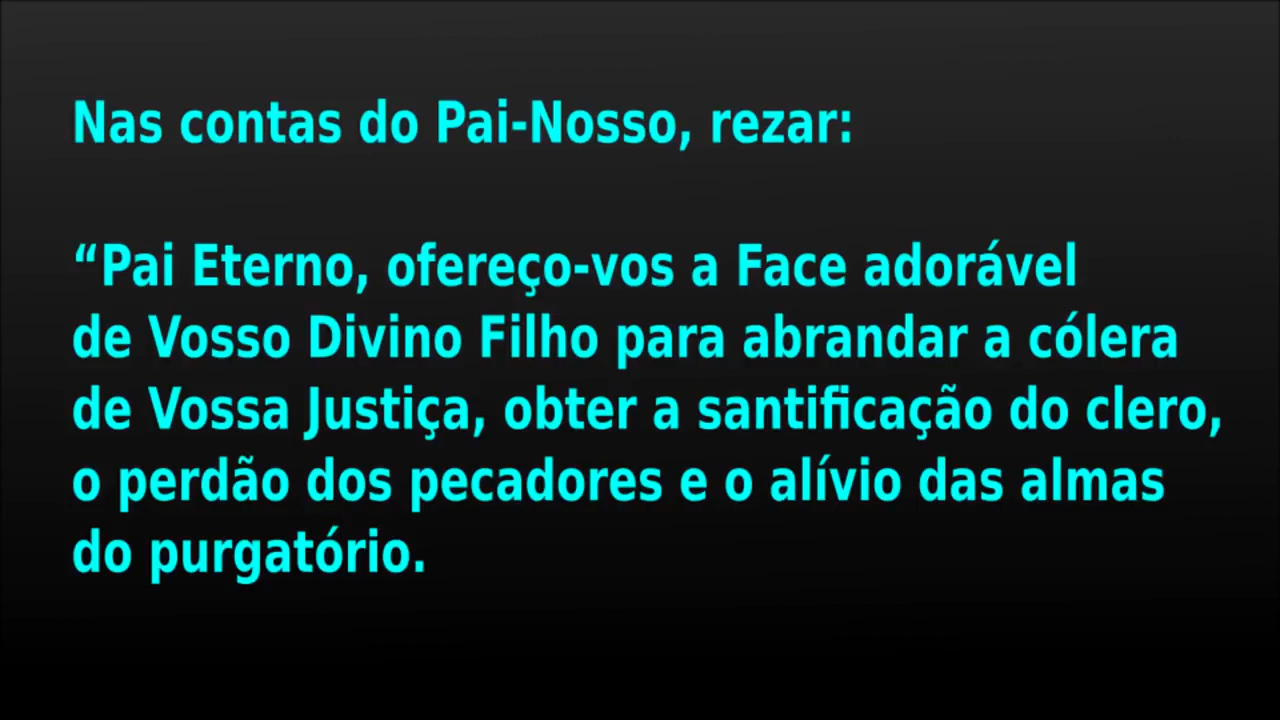 Nas contas do Pai-Nosso, rezar:
“Pai Eterno, ofereço-vos a Face adorável
de Vosso Divino Filho para abrandar a cólera
de Vossa Justiça, obter a santificação do clero,
o perdão dos pecadores e o alívio das almas
do purgatório.